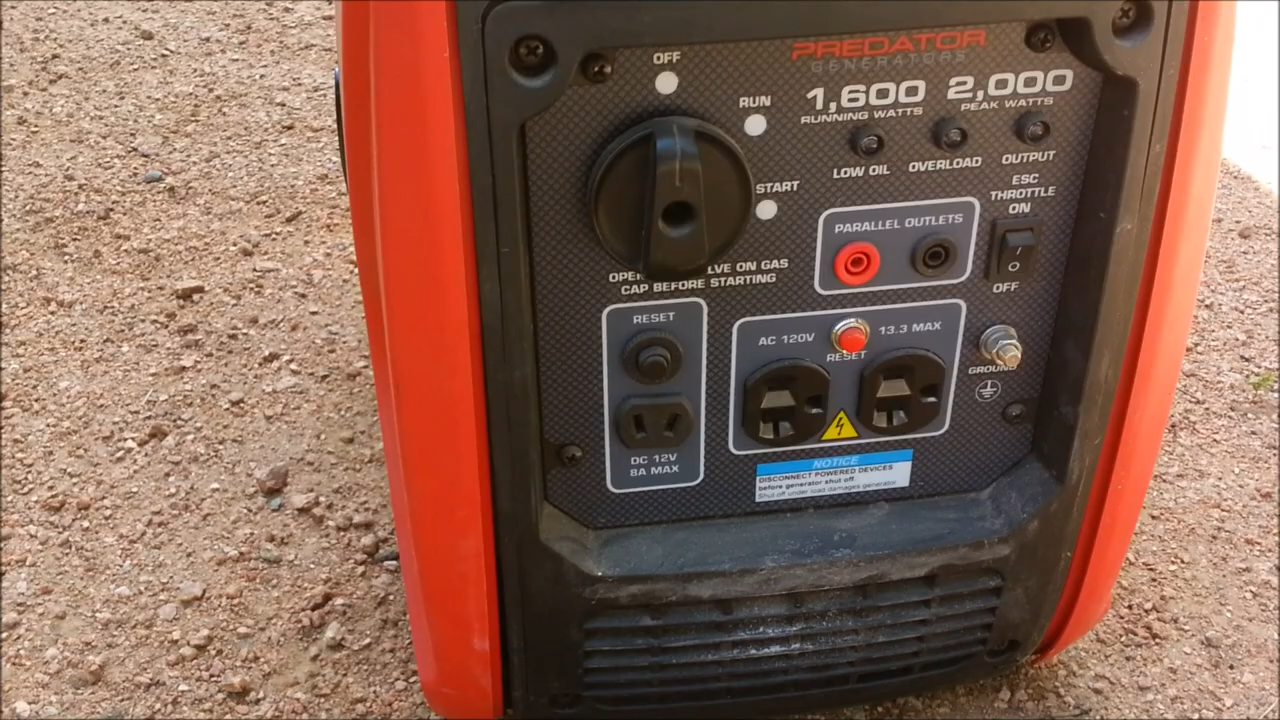 PREDATOR
GENERATORS
OFF
RUN
START
1,600 2,000
RUNNING WATTS PEAK WATTS
LOW OIL OVERLOAD OUTPUT
ESC
THROTTLE
ON
OFF
PARALLEL OUTLETS
ON GAS
CAP BEFORE STARTING
RESET
DC 12V
8A MAX
AC 120V 13.3 MAX
RESET
GROUND
NOTICE
DISCONNECT POWERED DEVICES
before generator shut off.
Shut off under load damages generator.